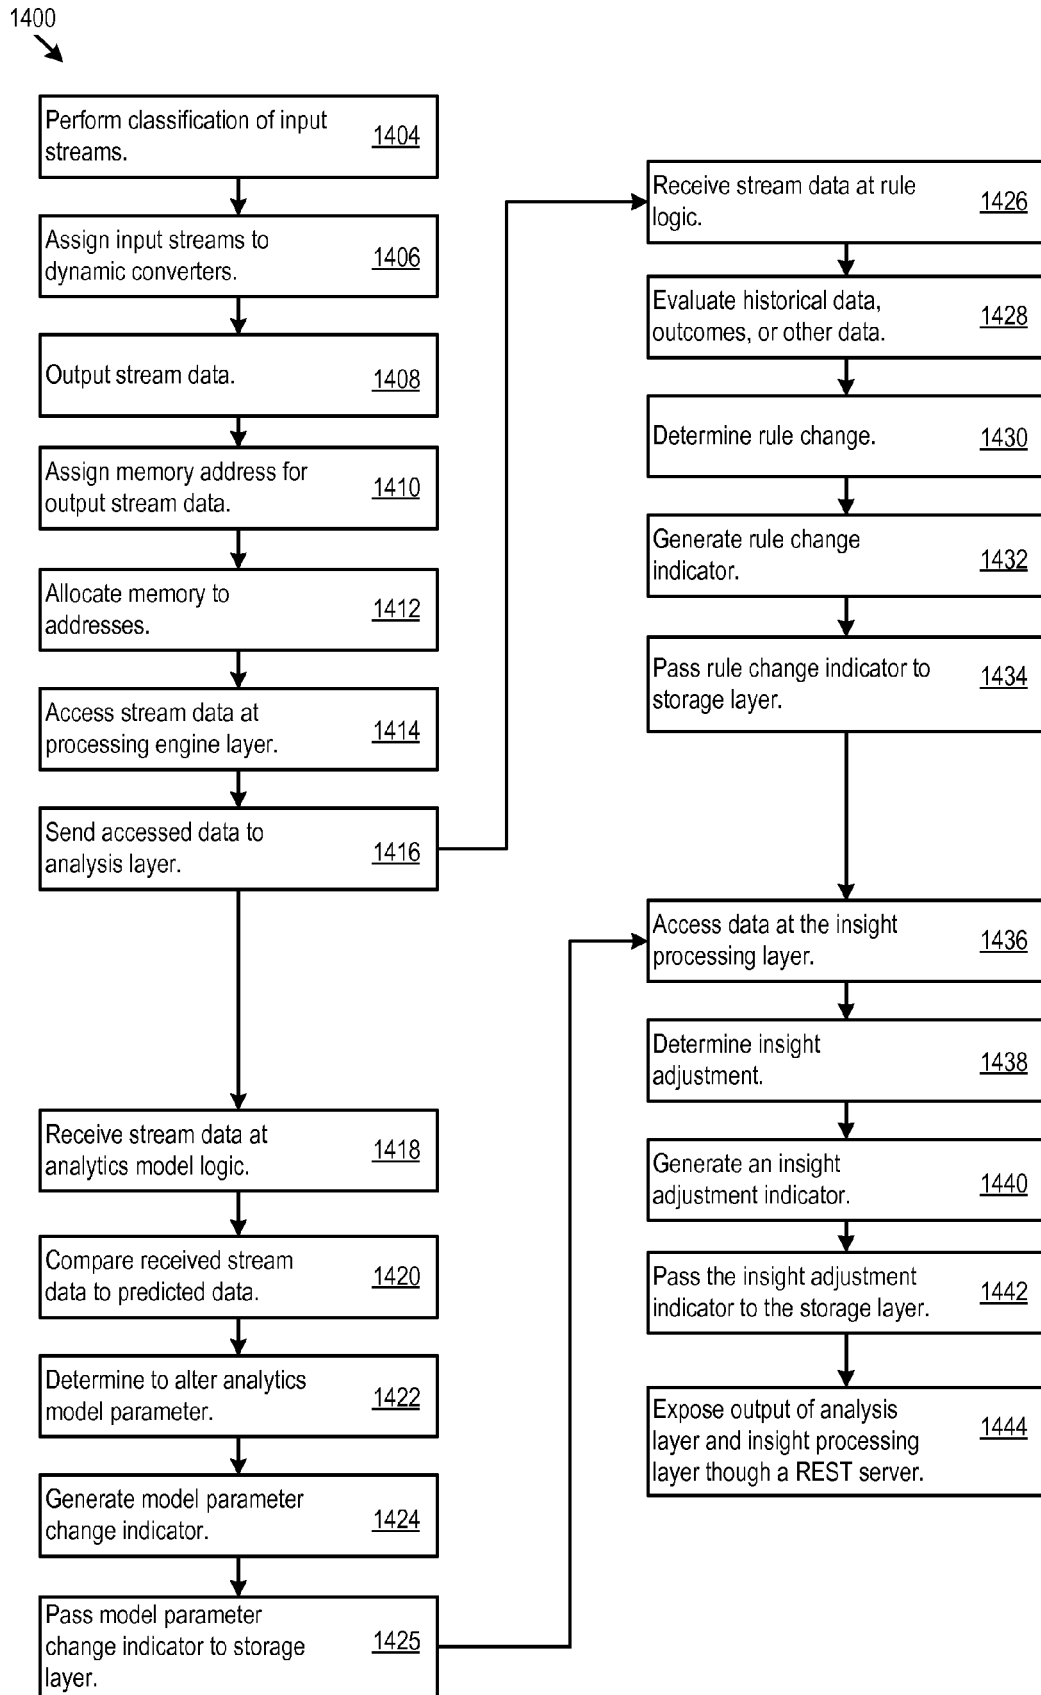 1400
Perform classification of input
streams.
1404
Assign input streams to
dynamic converters.
1406
Output stream data.
1408
Assign memory address for
output stream data.
1410
Allocate memory to
addresses.
1412
Access stream data at
processing engine layer.
1414
Send accessed data to
analysis layer.
1416
Receive stream data at
analytics model logic.
1418
Compare received stream
data to predicted data.
1420
Determine to alter analytics
model parameter.
1422
Generate model parameter
change indicator.
1424
Pass model parameter
change indicator to storage
layer.
1425
Receive stream data at rule
logic.
1426
Evaluate historical data,
outcomes, or other data.
1428
Determine rule change.
1430
Generate rule change
indicator.
1432
Pass rule change indicator to
storage layer.
1434
Access data at the insight
processing layer.
1436
Determine insight
adjustment.
1438
Generate an insight
adjustment indicator.
1440
Pass the insight adjustment
indicator to the storage layer.
1442
Expose output of analysis
layer and insight processing
layer though a REST server.
1444